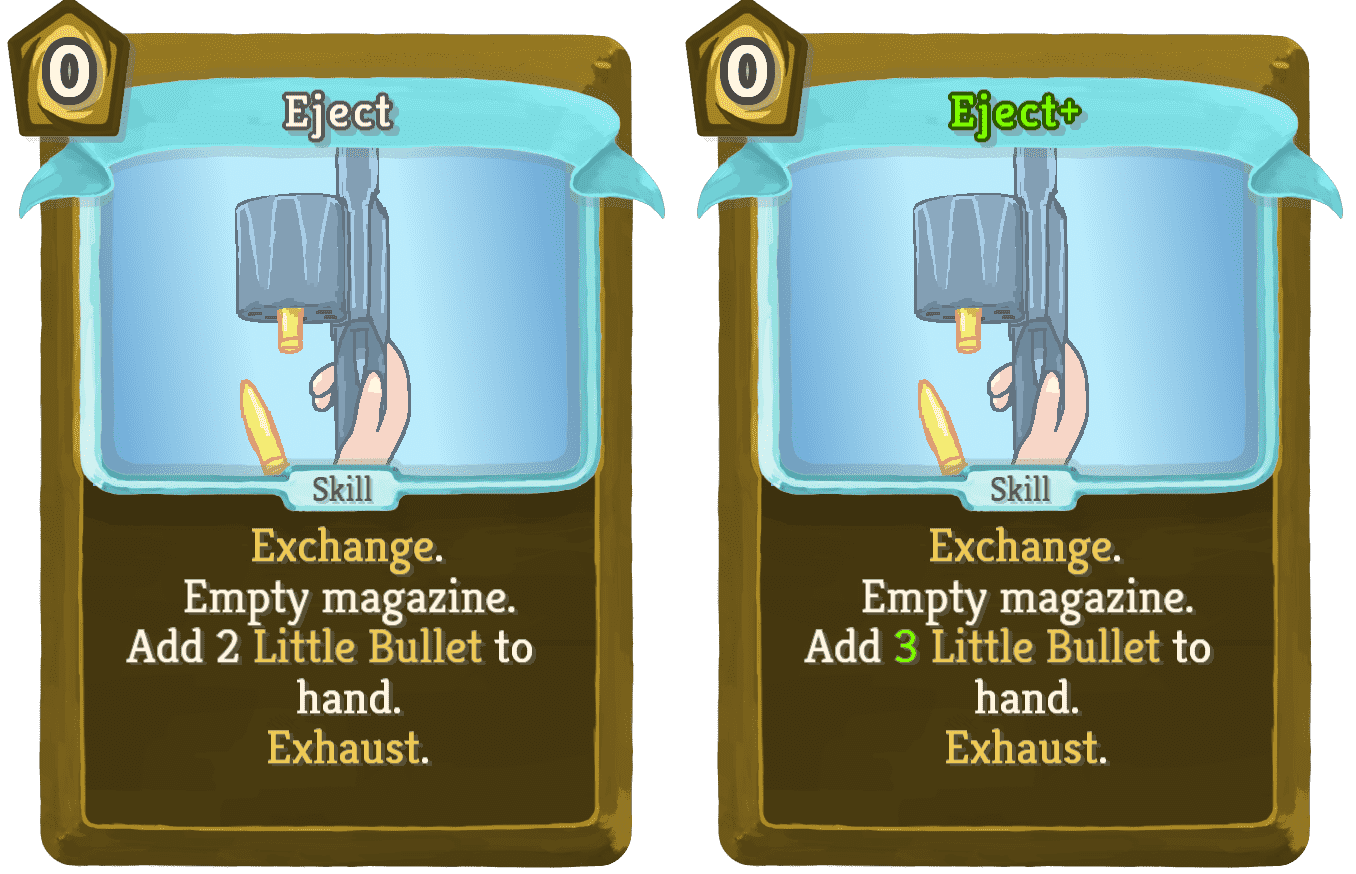 0
Eject
Skill
Exchange.
Empty magazine.
Add 2 Little Bullet to
hand.
Exhaust.
0
Eject+
Skill
Exchange.
Empty magazine.
Add 3 Little Bullet to
hand.
Exhaust.